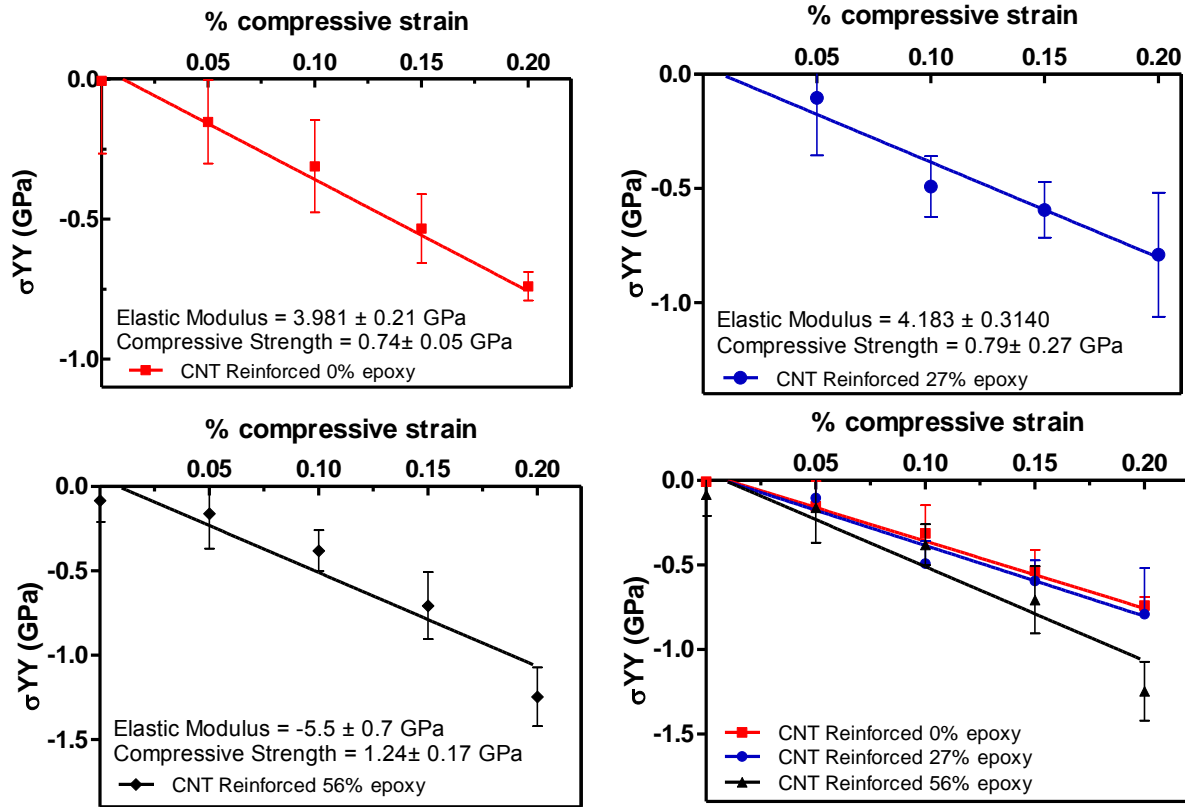 % compressive strain
0.05 0.10 0.15 0.20
0.0
-0.5
-1.0
σYY (GPa)
Elastic Modulus = 3.981 ± 0.21 GPa
Compressive Strength = 0.74± 0.05 GPa
CNT Reinforced 0% epoxy
% compressive strain
0.05 0.10 0.15 0.20
0.0
-0.5
-1.0
σYY (GPa)
Elastic Modulus = 4.183 ± 0.3140
Compressive Strength = 0.79± 0.27 GPa
CNT Reinforced 27% epoxy
% compressive strain
0.05 0.10 0.15 0.20
0.0
-0.5
-1.0
-1.5
σYY (GPa)
Elastic Modulus = -5.5 ± 0.7 GPa
Compressive Strength = 1.24± 0.17 GPa
CNT Reinforced 56% epoxy
% compressive strain
0.05 0.10 0.15 0.20
0.0
-0.5
-1.0
-1.5
σYY (GPa)
CNT Reinforced 0% epoxy
CNT Reinforced 27% epoxy
CNT Reinforced 56% epoxy